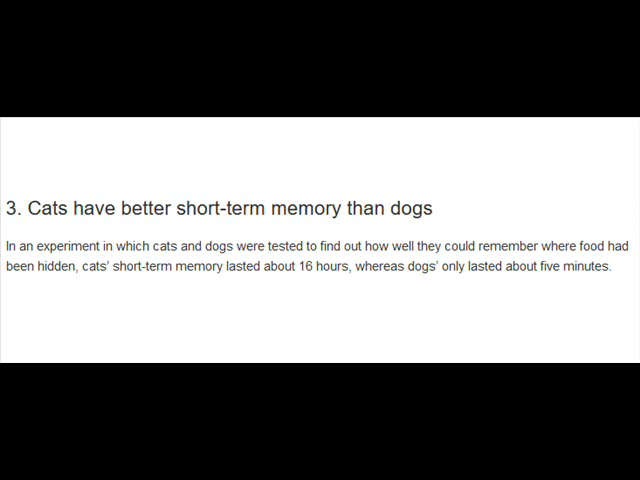 3. Cats have better short-term memory than dogs
In an experiment in which cats and dogs were tested to find out how well they could remember where food had
been hidden, cats’ short-term memory lasted about 16 hours, whereas dogs’ only lasted about five minutes.